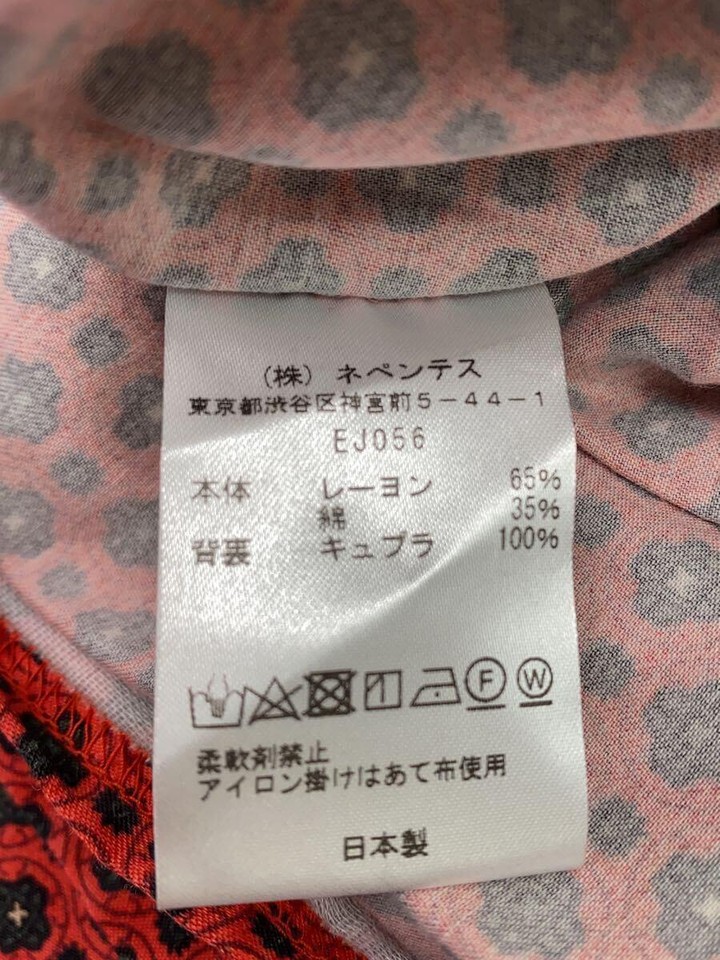 （株）ネペンテス
東京都渋谷区神宮前５－４４－１
EJ056
本体 レーヨン 65%
綿 35%
背裏 キュプラ 100%
F W
柔軟剤禁止
アイロン掛けはあて布使用
日本製